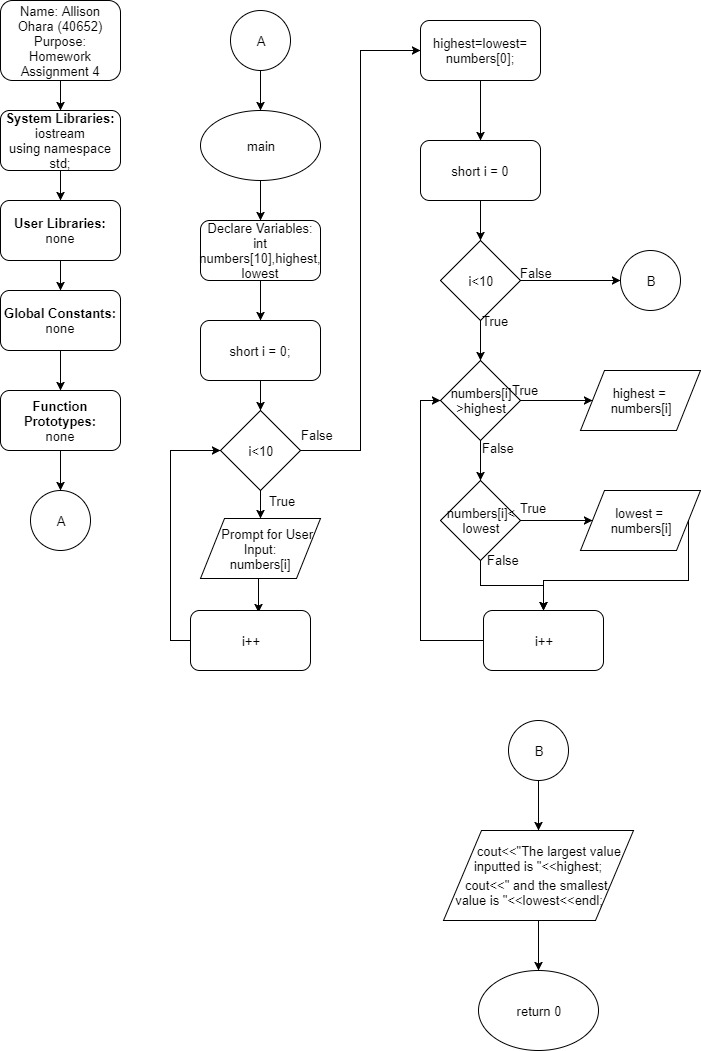 Name: Allison
Ohara (40652)
Purpose:
Homework
Assignment 4
System Libraries:
iostream
using namespace
std;
User Libraries:
none
Global Constants:
none
Function
Prototypes:
none
A
A
main
Declare Variables:
int
numbers[10],highest,
lowest
short i = 0;
i<10
False
True
Prompt for User
Input:
numbers[i]
i++
highest=lowest=
numbers[0];
short i = 0
i<10
False
B
True
numbers[i]
>highest
True
highest =
numbers[i]
False
numbers[i]<
lowest
True
lowest =
numbers[i]
False
i++
B
cout<<"The largest value
inputted is "<<highest;
cout<<" and the smallest
value is "<<lowest<<endl;
return 0